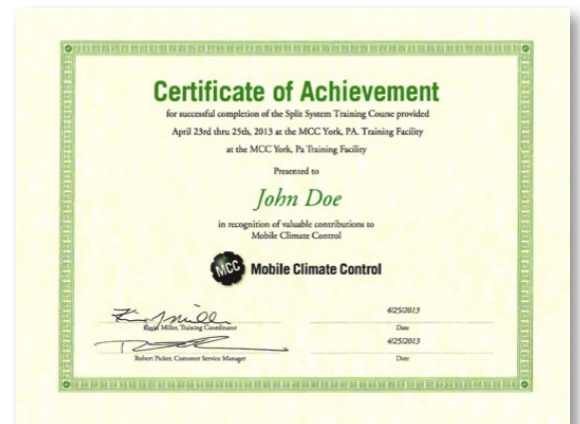 Certificate of Achievement
for successful completion of the Split System Training Course provided
April 23rd thru 25th, 2013 at the MCC York, PA. Training Facility
at the MCC York, Pa Training Facility
Presented to
John Doe
in recognition of valuable contributions to
Mobile Climate Control
MCC Mobile Climate Control
4/25/2013
Miller, Training Coordinator Date
4/25/2013
Robert Picker, Customer Service Manager Date